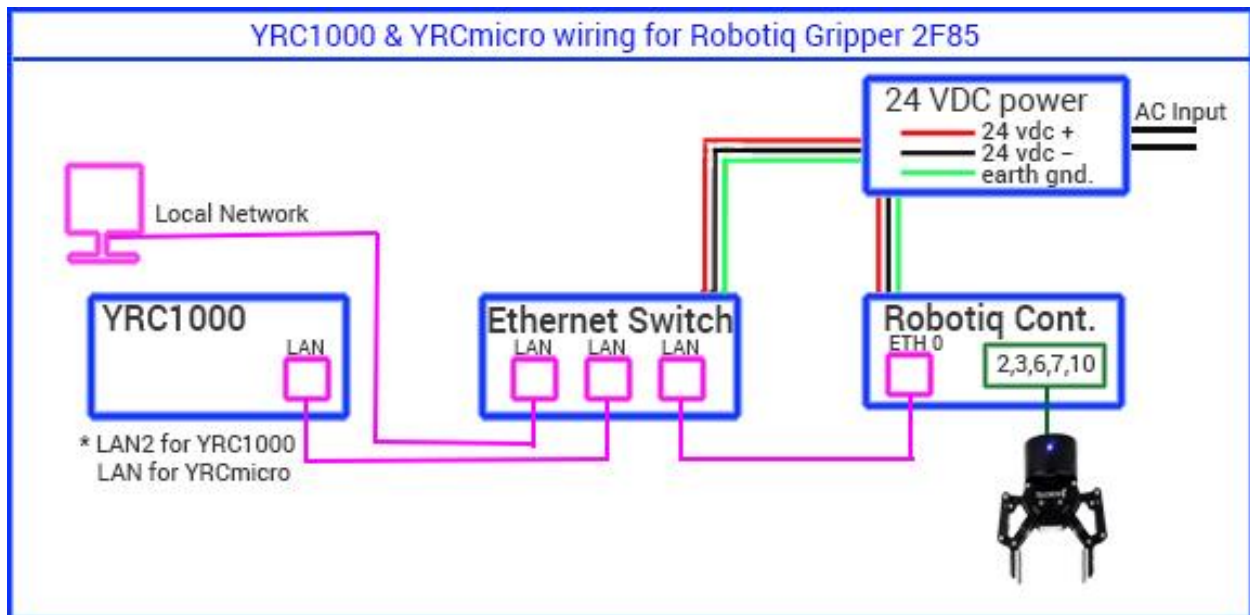 YRC1000 & YRCmicro wiring for Robotiq Gripper 2F85
24 VDC power
24 vdc +
24 vdc –
earth gnd.
AC Input
Local Network
YRC1000
LAN
* LAN2 for YRC1000
LAN for YRCmicro
Ethernet Switch
LAN LAN LAN
Robotiq Cont.
ETH 0
2,3,6,7,10